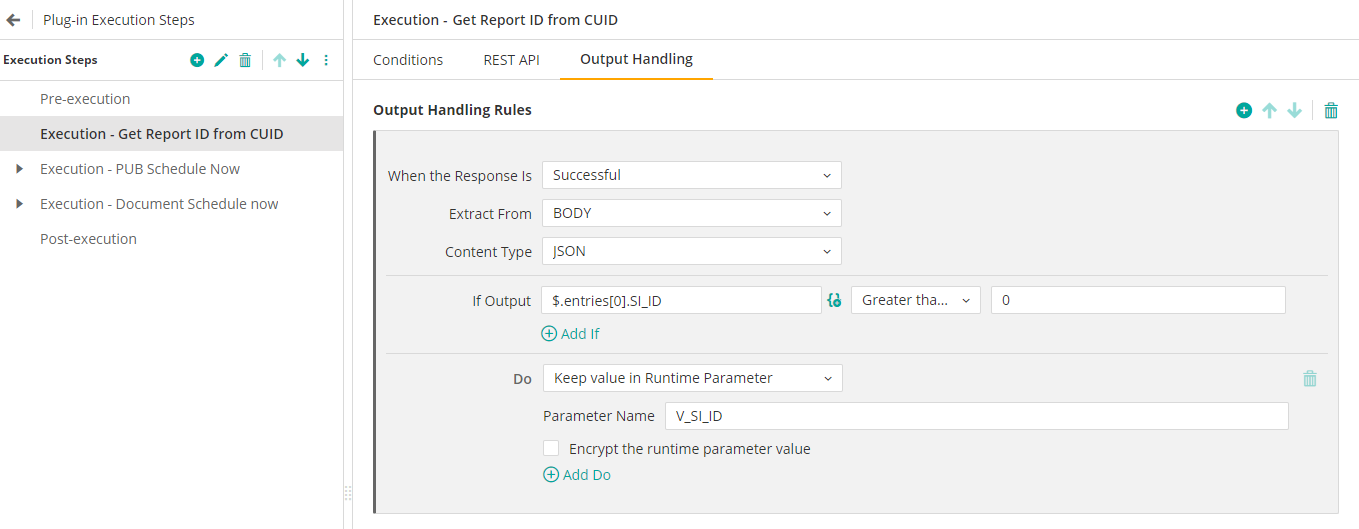 Plug-in Execution Steps
Execution Steps
Pre-execution
Execution - Get Report ID from CUID
Execution - PUB Schedule Now
Execution - Document Schedule now
Post-execution
Execution - Get Report ID from CUID
Conditions REST API Output Handling
Output Handling Rules
When the Response Is Successful
Extract From BODY
Content Type JSON
If Output $.entries[0].SI_ID Greater tha... 0
Add If
Do Keep value in Runtime Parameter
Parameter Name V_SI_ID
Encrypt the runtime parameter value
Add Do